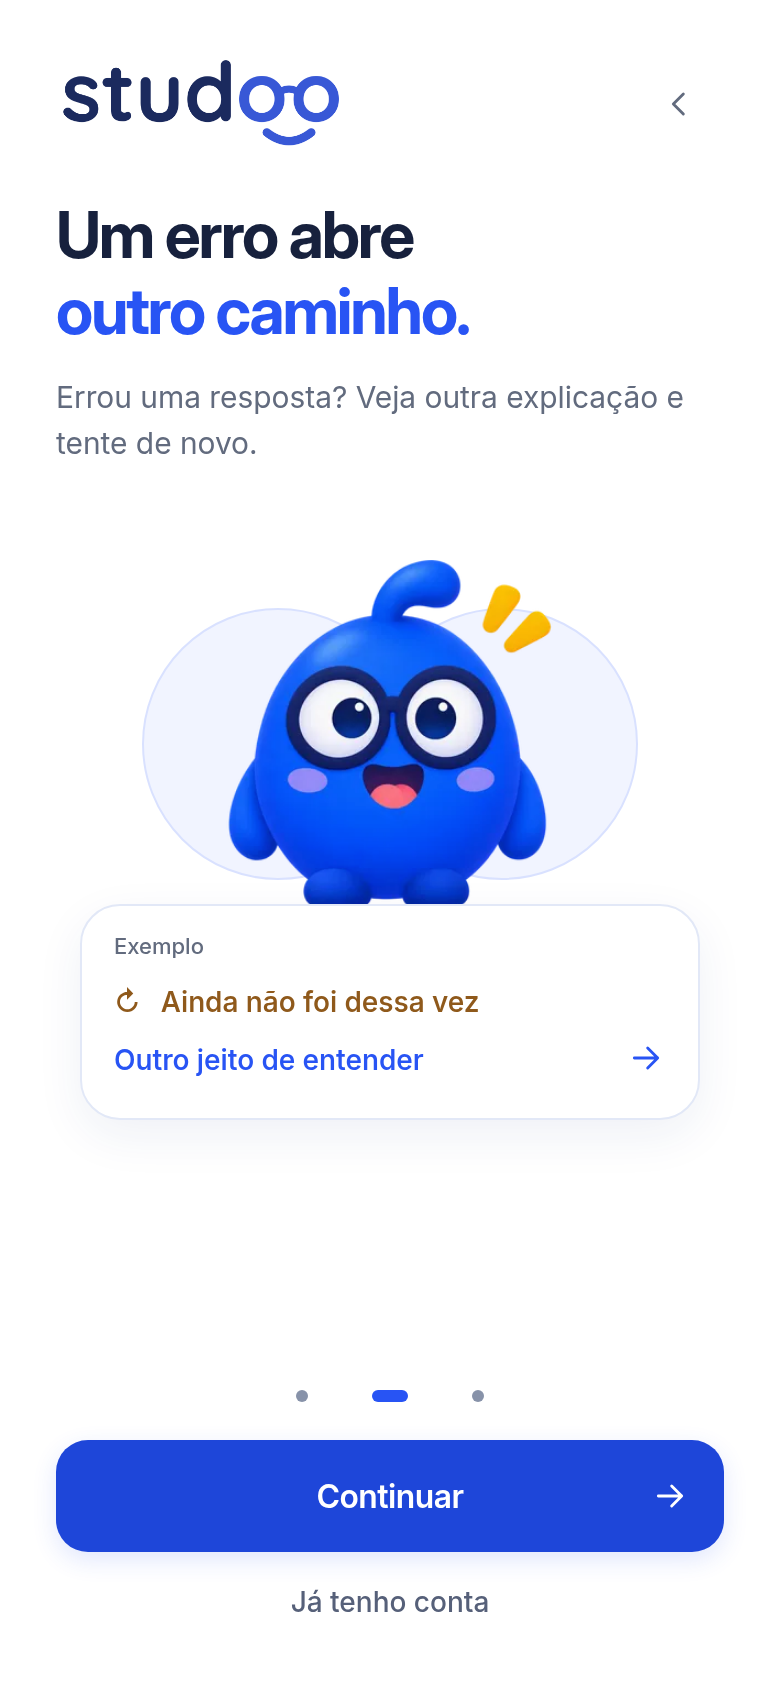 studoo
Um erro abre
outro caminho.
Errou uma resposta? Veja outra explicação e
tente de novo.
Exemplo
Ainda não foi dessa vez
Outro jeito de entender
Continuar
Já tenho conta